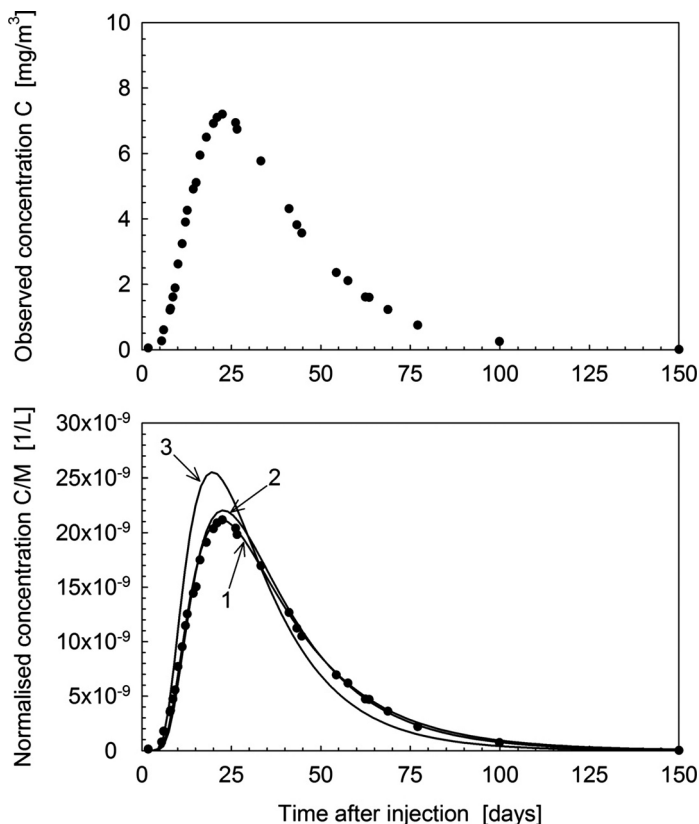 Observed concentration C [mg/m³]
10
8
6
4
2
0
0 25 50 75 100 125 150
Normalised concentration C/M [1/L]
30x10⁻⁹
25x10⁻⁹
20x10⁻⁹
15x10⁻⁹
10x10⁻⁹
5x10⁻⁹
0
3
2
1
0 25 50 75 100 125 150
Time after injection [days]